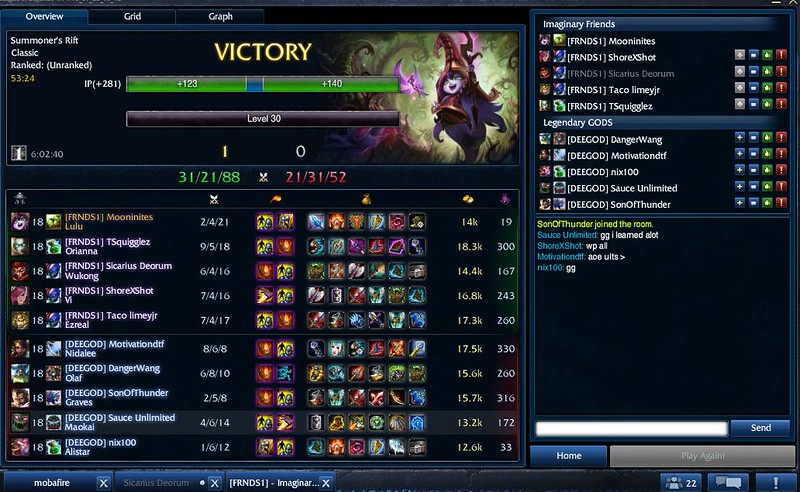 Overview
Grid
Graph
Summoner's Rift
Classic
Ranked: (Unranked)
53:24
VICTORY
IP(+281)
+123
+140
Level 30
6:02:40
1
0
31/21/88
21/31/52
18 [FRNDS1] Mooninites
Lulu
2/4/21
14k
19
18 [FRNDS1] TSquigglez
Orianna
9/5/18
18.3k
300
18 [FRNDS1] Sicarius Deorum
Wukong
6/4/16
14.4k
167
18 [FRNDS1] ShoreXShot
Vi
7/4/16
16.8k
243
18 [FRNDS1] Taco limeyjr
Ezreal
7/4/17
17.3k
260
18 [DEEGOD] Motivationdtf
Nidalee
8/6/8
17.5k
330
18 [DEEGOD] DangerWang
Olaf
6/8/10
15.6k
260
18 [DEEGOD] SonOfThunder
Graves
2/5/8
15.7k
316
18 [DEEGOD] Sauce Unlimited
Maokai
4/6/14
13.2k
172
18 [DEEGOD] nix100
Alistar
1/6/12
12.6k
33
Imaginary Friends
[FRNDS1] Mooninites
[FRNDS1] ShoreXShot
[FRNDS1] Sicarius Deorum
[FRNDS1] Taco limeyjr
[FRNDS1] TSquigglez
Legendary GODS
[DEEGOD] DangerWang
[DEEGOD] Motivationdtf
[DEEGOD] nix100
[DEEGOD] Sauce Unlimited
[DEEGOD] SonOfThunder
SonOfThunder joined the room.
Sauce Unlimited: gg i learned alot
ShoreXShot: wp all
Motivationdtf: aoe ults >
nix100: gg
Send
Home
Play Again!
mobafire
Sicarius Deorum
[FRNDS1] - Imaginar...
22